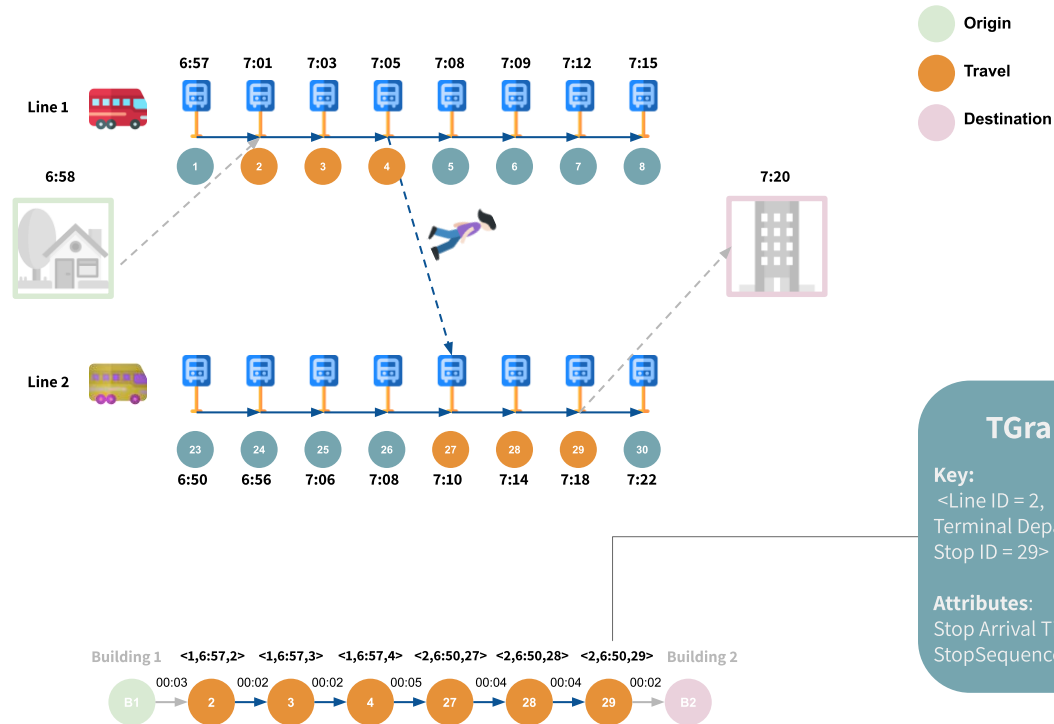 Origin
Travel
Destination
6:57 7:01 7:03 7:05 7:08 7:09 7:12 7:15
Line 1
1 2 3 4 5 6 7 8
6:58
7:20
Line 2
23 24 25 26 27 28 29 30
6:50 6:56 7:06 7:08 7:10 7:14 7:18 7:22
TGra
Key:
<Line ID = 2,
Terminal Depa
Stop ID = 29>
Attributes:
Stop Arrival T
StopSequence
Building 1 <1,6:57,2> <1,6:57,3> <1,6:57,4> <2,6:50,27> <2,6:50,28> <2,6:50,29> Building 2
00:03 00:02 00:02 00:05 00:04 00:04 00:02
B1 2 3 4 27 28 29 B2